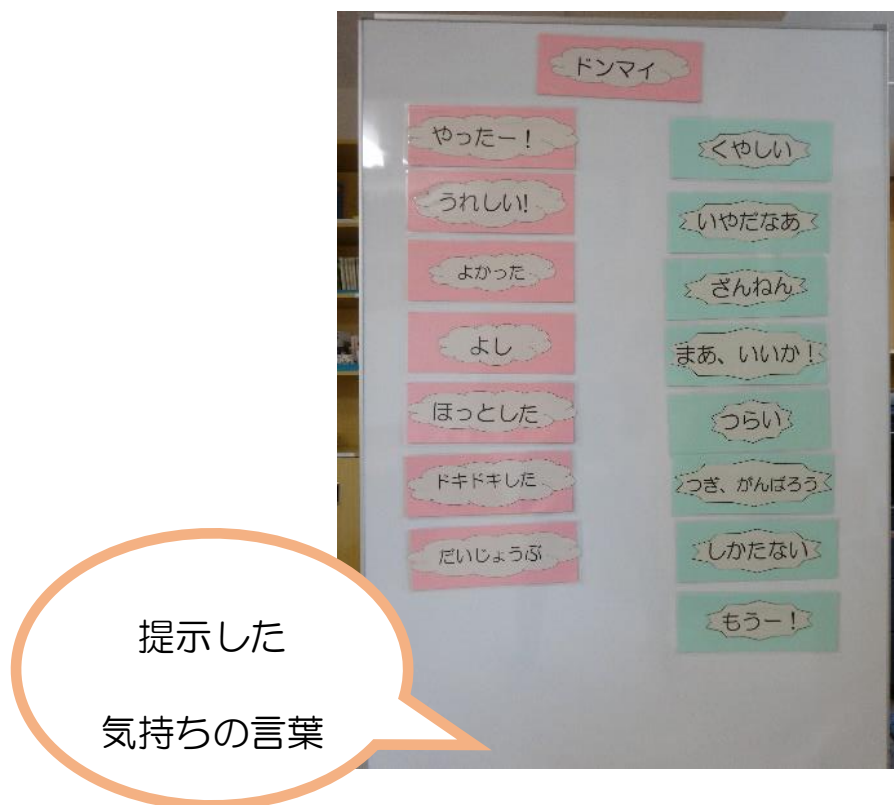 ドンマイ
やったー！
うれしい!
よかった
よし
ほっとした
ドキドキした
だいじょうぶ
くやしい
いやだなあ
ざんねん
まあ、いいか！
つらい
つぎ、がんばろう
しかたない
もうー！
提示した
気持ちの言葉